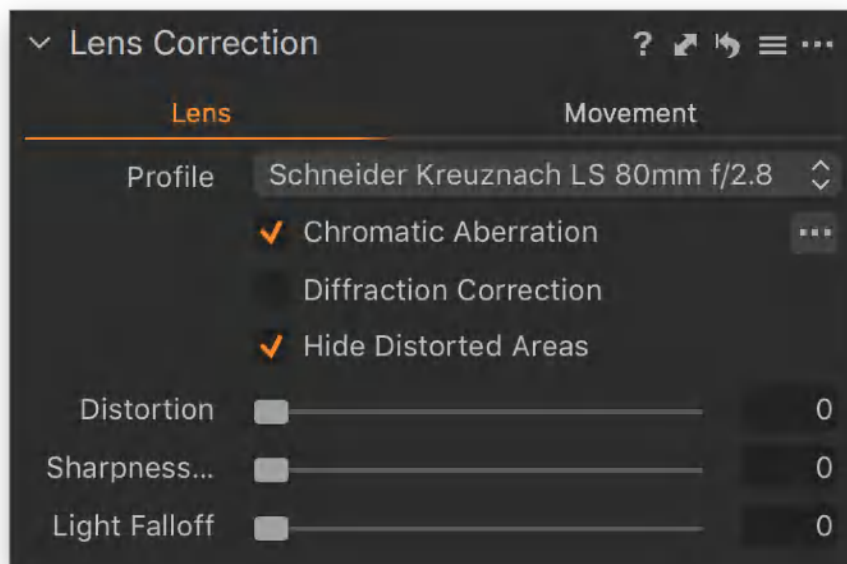 Lens Correction ?
Lens Movement
Profile Schneider Kreuznach LS 80mm f/2.8
Chromatic Aberration
Diffraction Correction
Hide Distorted Areas
Distortion 0
Sharpness... 0
Light Falloff 0